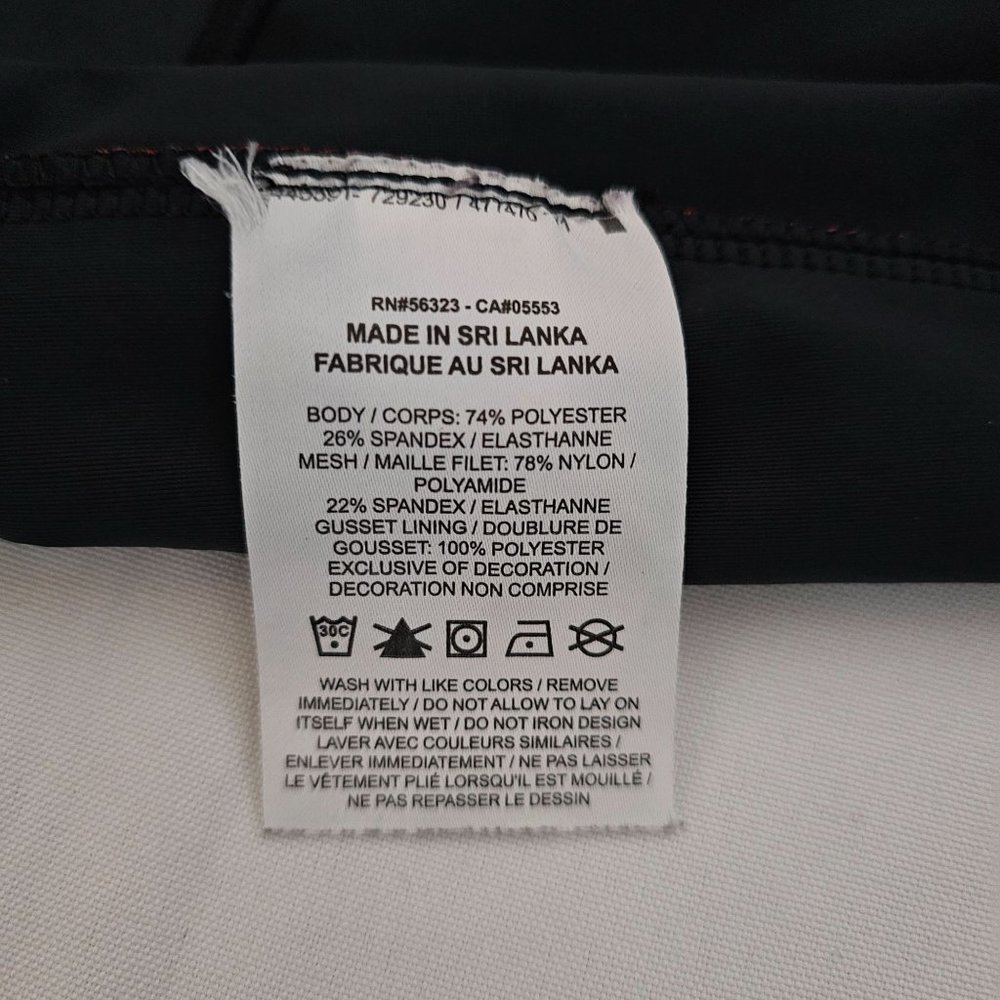 729230 / 477476
RN#56323 - CA#05553
MADE IN SRI LANKA
FABRIQUE AU SRI LANKA
BODY / CORPS: 74% POLYESTER
26% SPANDEX / ELASTHANNE
MESH / MAILLE FILET: 78% NYLON /
POLYAMIDE
22% SPANDEX / ELASTHANNE
GUSSET LINING / DOUBLURE DE
GOUSSET: 100% POLYESTER
EXCLUSIVE OF DECORATION /
DECORATION NON COMPRISE
30C
WASH WITH LIKE COLORS / REMOVE
IMMEDIATELY / DO NOT ALLOW TO LAY ON
ITSELF WHEN WET / DO NOT IRON DESIGN
LAVER AVEC COULEURS SIMILAIRES /
ENLEVER IMMEDIATEMENT / NE PAS LAISSER
LE VÊTEMENT PLIÉ LORSQU'IL EST MOUILLÉ /
NE PAS REPASSER LE DESSIN